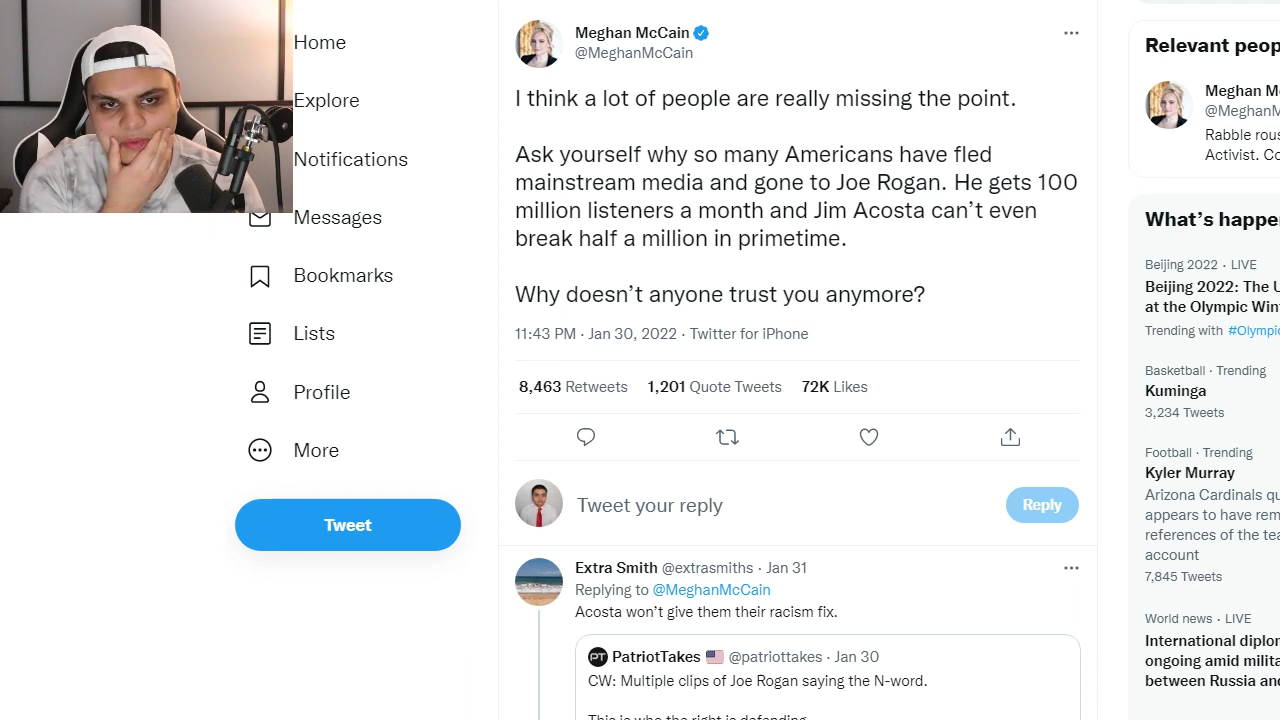 Home
Explore
Notifications
Messages
Bookmarks
Lists
Profile
More
Tweet
Meghan McCain
@MeghanMcCain
I think a lot of people are really missing the point.
Ask yourself why so many Americans have fled
mainstream media and gone to Joe Rogan. He gets 100
million listeners a month and Jim Acosta can’t even
break half a million in primetime.
Why doesn’t anyone trust you anymore?
11:43 PM · Jan 30, 2022 · Twitter for iPhone
8,463 Retweets 1,201 Quote Tweets 72K Likes
Tweet your reply
Reply
Extra Smith @extrasmiths · Jan 31
Replying to @MeghanMcCain
Acosta won’t give them their racism fix.
PT PatriotTakes @patriottakes · Jan 30
CW: Multiple clips of Joe Rogan saying the N-word.
This is who the right is defending
Relevant peop
Meghan M
@MeghanM
Rabble rous
Activist. Co
What’s happe
Beijing 2022 · LIVE
Beijing 2022: The U
at the Olympic Win
Trending with #Olympic
Basketball · Trending
Kuminga
3,234 Tweets
Football · Trending
Kyler Murray
Arizona Cardinals qu
appears to have rem
references of the tea
account
7,845 Tweets
World news · LIVE
International diplom
ongoing amid milita
between Russia and